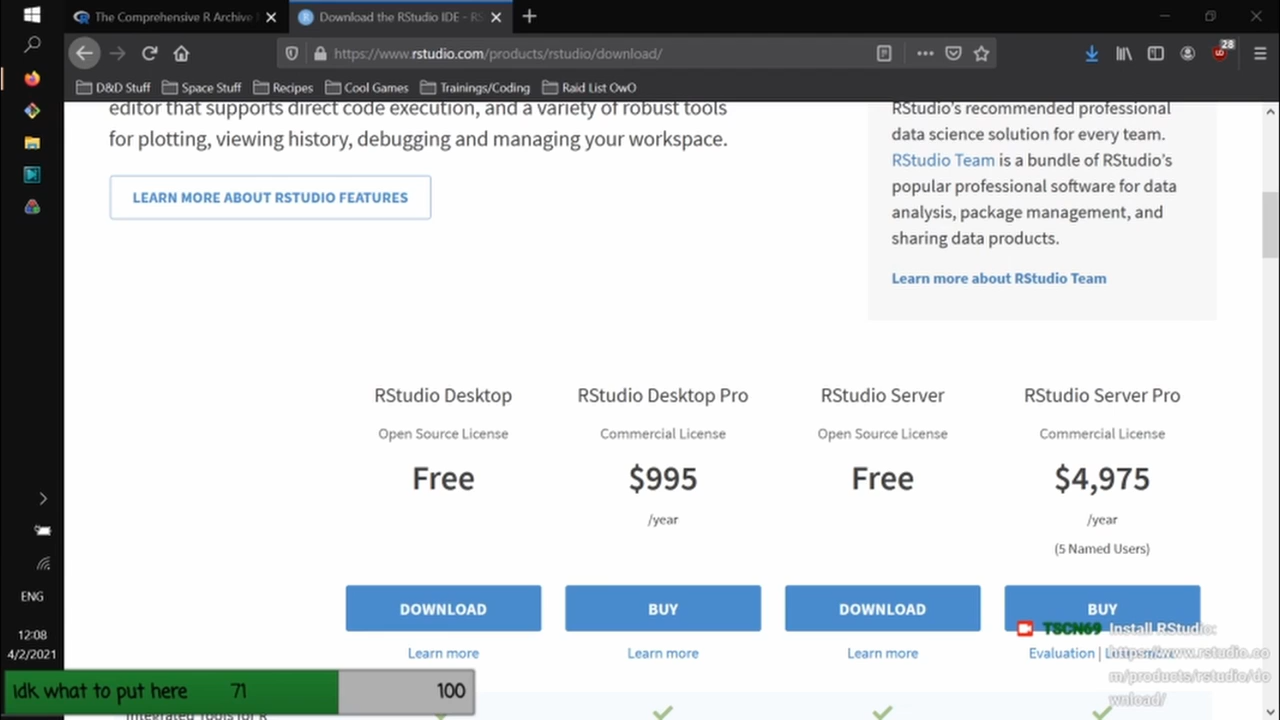 The Comprehensive R Archive
Download the RStudio IDE - RS
https://www.rstudio.com/products/rstudio/download/
28
D&D Stuff
Space Stuff
Recipes
Cool Games
Trainings/Coding
Raid List OwO
editor that supports direct code execution, and a variety of robust tools
for plotting, viewing history, debugging and managing your workspace.
LEARN MORE ABOUT RSTUDIO FEATURES
RStudio's recommended professional
data science solution for every team.
RStudio Team is a bundle of RStudio's
popular professional software for data
analysis, package management, and
sharing data products.
Learn more about RStudio Team
RStudio Desktop
RStudio Desktop Pro
RStudio Server
RStudio Server Pro
Open Source License
Commercial License
Open Source License
Commercial License
Free
$995
Free
$4,975
/year
/year
(5 Named Users)
DOWNLOAD
BUY
DOWNLOAD
BUY
Learn more
Learn more
Learn more
Evaluation |
TSCN69 Install RStudio:
https://www.rstudio.co
m/products/rstudio/do
wnload/
Integrated Tools for R
ENG
12:08
4/2/2021
Idk what to put here 71 100